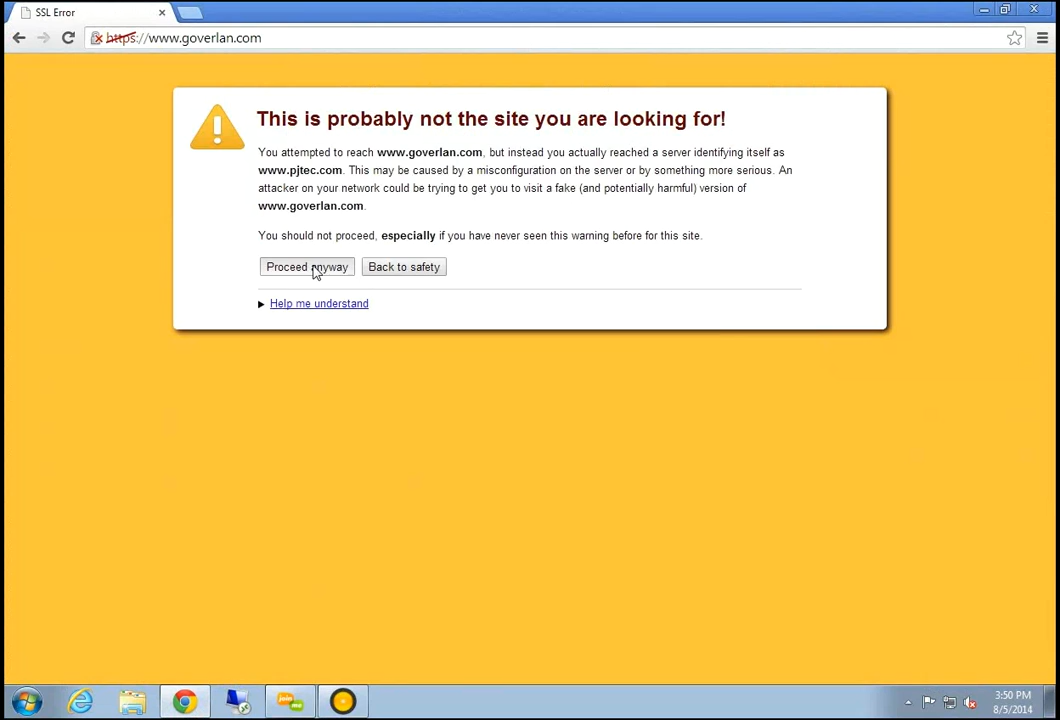 SSL Error
https://www.goverlan.com
This is probably not the site you are looking for!
You attempted to reach www.goverlan.com, but instead you actually reached a server identifying itself as
www.pjtec.com. This may be caused by a misconfiguration on the server or by something more serious. An
attacker on your network could be trying to get you to visit a fake (and potentially harmful) version of
www.goverlan.com.
You should not proceed, especially if you have never seen this warning before for this site.
Proceed anyway Back to safety
Help me understand
3:50 PM
8/5/2014